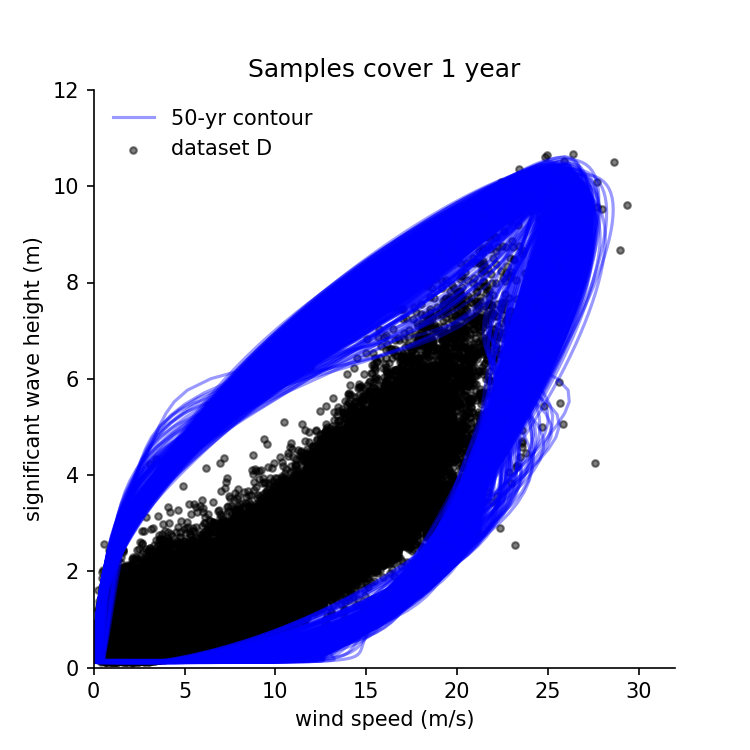 Samples cover 1 year
12
10
8
6
4
2
0
significant wave height (m)
50-yr contour
dataset D
0 5 10 15 20 25 30
wind speed (m/s)